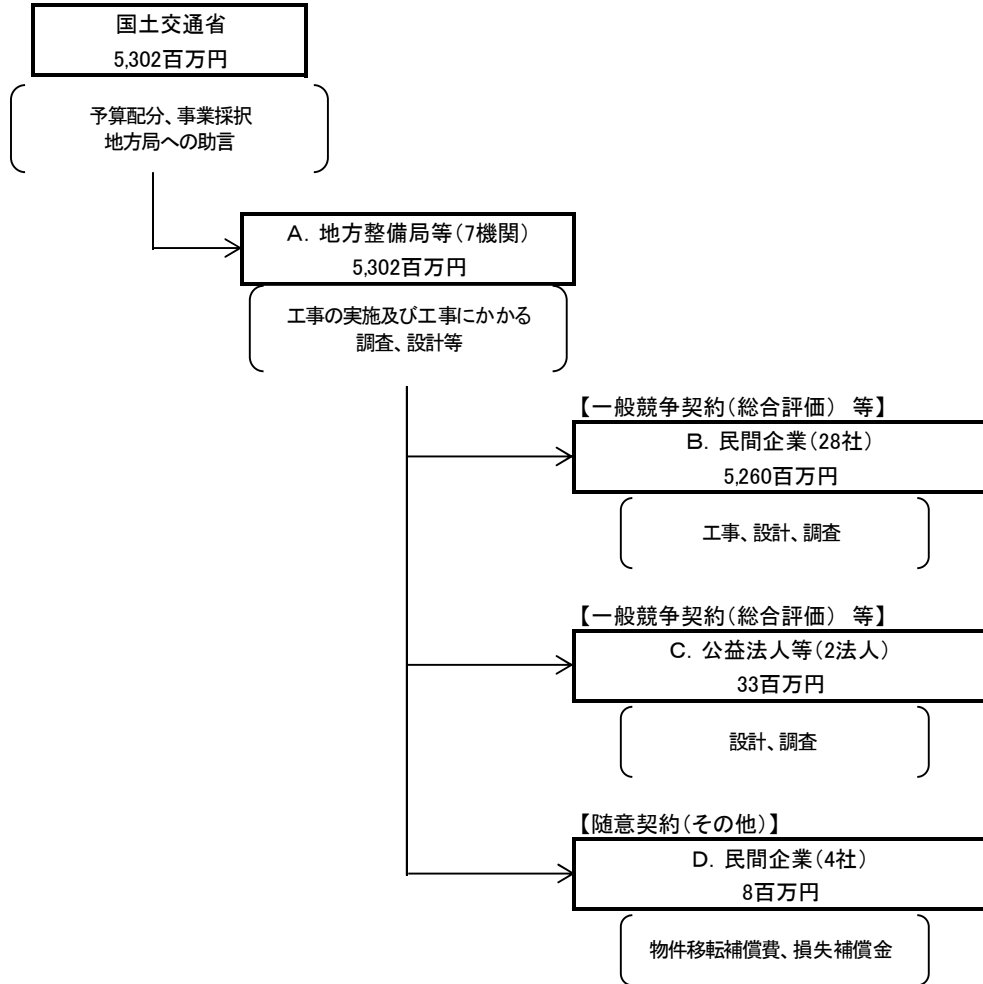 国土交通省
5,302百万円
予算配分、事業採択
地方局への助言
A. 地方整備局等（7機関）
5,302百万円
工事の実施及び工事にかかる
調査、設計等
【一般競争契約（総合評価） 等】
B. 民間企業（28社）
5,260百万円
工事、設計、調査
【一般競争契約（総合評価） 等】
C. 公益法人等（2法人）
33百万円
設計、調査
【随意契約（その他）】
D. 民間企業（4社）
8百万円
物件移転補償費、損失補償金